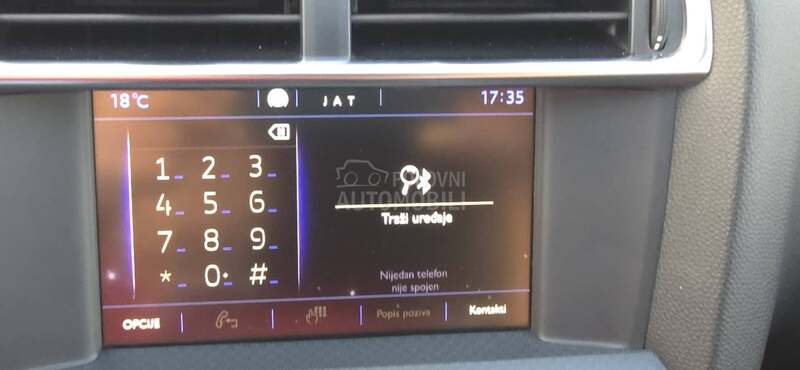 18°C JAT 17:35
1 2 3
4 5 6
7 8 9
* 0· #
Traži uređaje
Nijedan telefon
nije spojen
OPCIJE Popis poziva Kontakti
POLOVNI
AUTOMOBILI